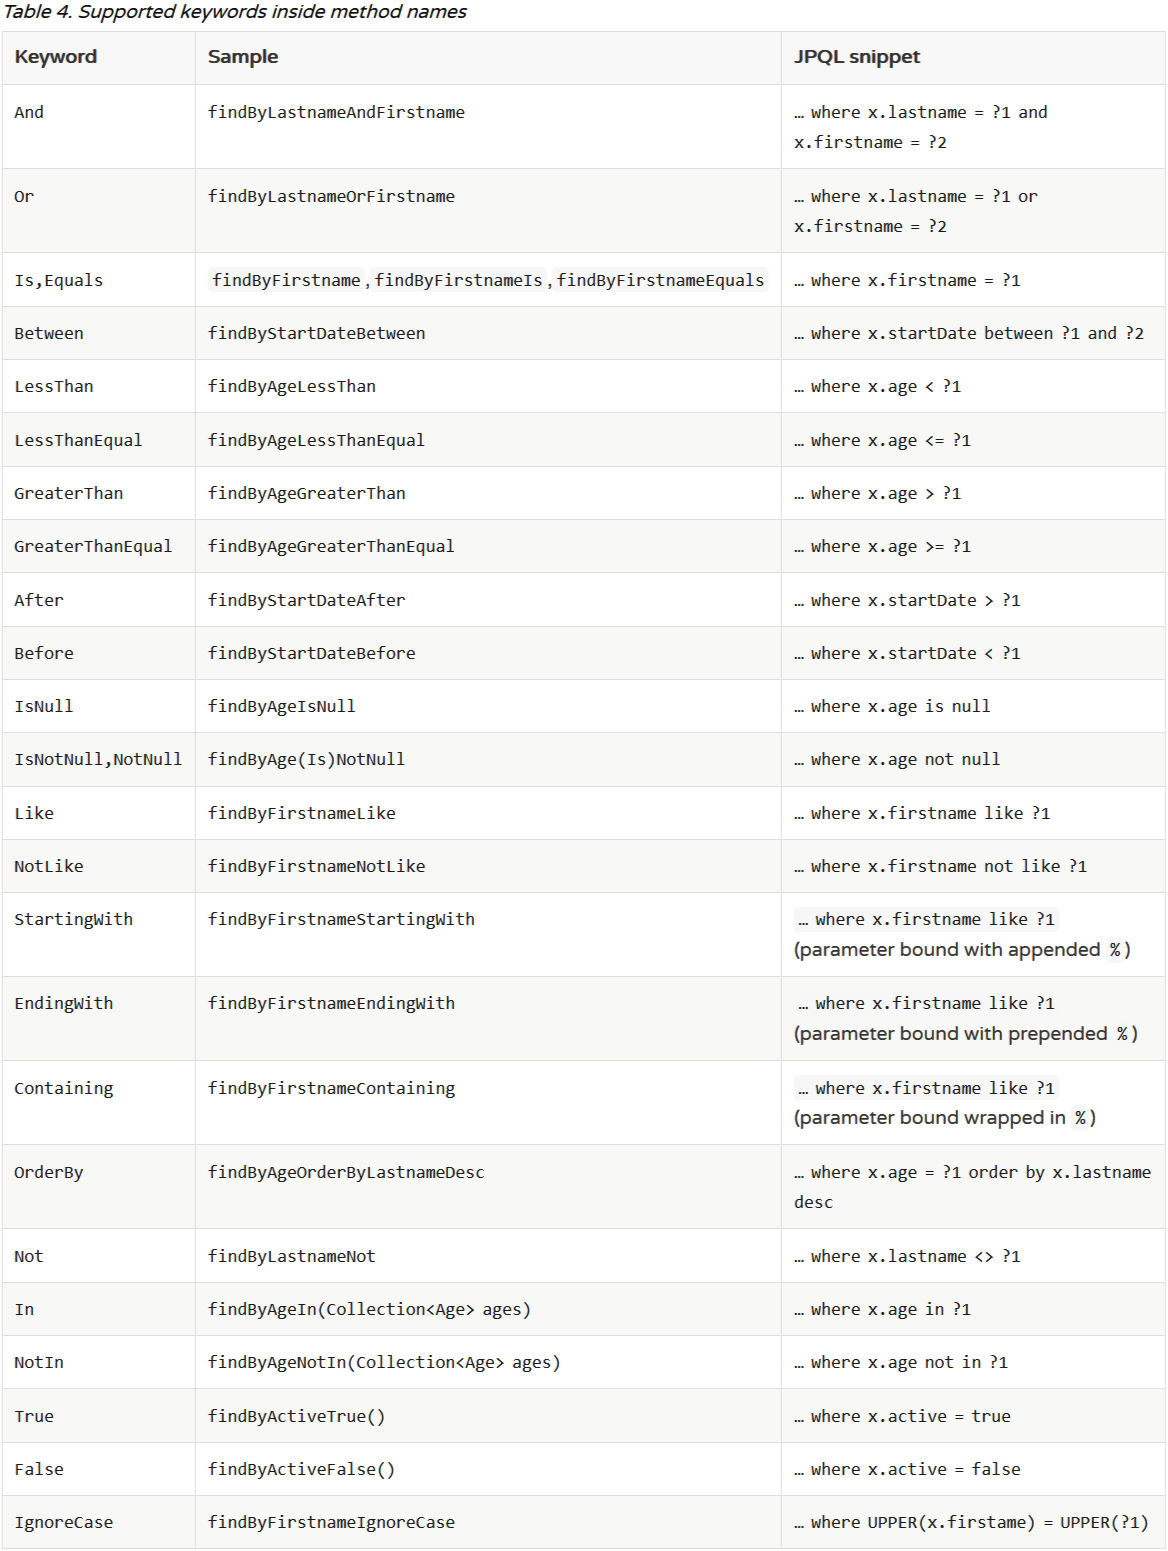 Table 4. Supported keywords inside method names
Keyword Sample JPQL snippet
And findByLastnameAndFirstname … where x.lastname = ?1 and
x.firstname = ?2
Or findByLastnameOrFirstname … where x.lastname = ?1 or
x.firstname = ?2
Is,Equals findByFirstname,findByFirstnameIs,findByFirstnameEquals … where x.firstname = ?1
Between findByStartDateBetween … where x.startDate between ?1 and ?2
LessThan findByAgeLessThan … where x.age < ?1
LessThanEqual findByAgeLessThanEqual … where x.age <= ?1
GreaterThan findByAgeGreaterThan … where x.age > ?1
GreaterThanEqual findByAgeGreaterThanEqual … where x.age >= ?1
After findByStartDateAfter … where x.startDate > ?1
Before findByStartDateBefore … where x.startDate < ?1
IsNull findByAgeIsNull … where x.age is null
IsNotNull,NotNull findByAge(Is)NotNull … where x.age not null
Like findByFirstnameLike … where x.firstname like ?1
NotLike findByFirstnameNotLike … where x.firstname not like ?1
StartingWith findByFirstnameStartingWith … where x.firstname like ?1
(parameter bound with appended %)
EndingWith findByFirstnameEndingWith … where x.firstname like ?1
(parameter bound with prepended %)
Containing findByFirstnameContaining … where x.firstname like ?1
(parameter bound wrapped in %)
OrderBy findByAgeOrderByLastnameDesc … where x.age = ?1 order by x.lastname
desc
Not findByLastnameNot … where x.lastname <> ?1
In findByAgeIn(Collection<Age> ages) … where x.age in ?1
NotIn findByAgeNotIn(Collection<Age> ages) … where x.age not in ?1
True findByActiveTrue() … where x.active = true
False findByActiveFalse() … where x.active = false
IgnoreCase findByFirstnameIgnoreCase … where UPPER(x.firstame) = UPPER(?1)